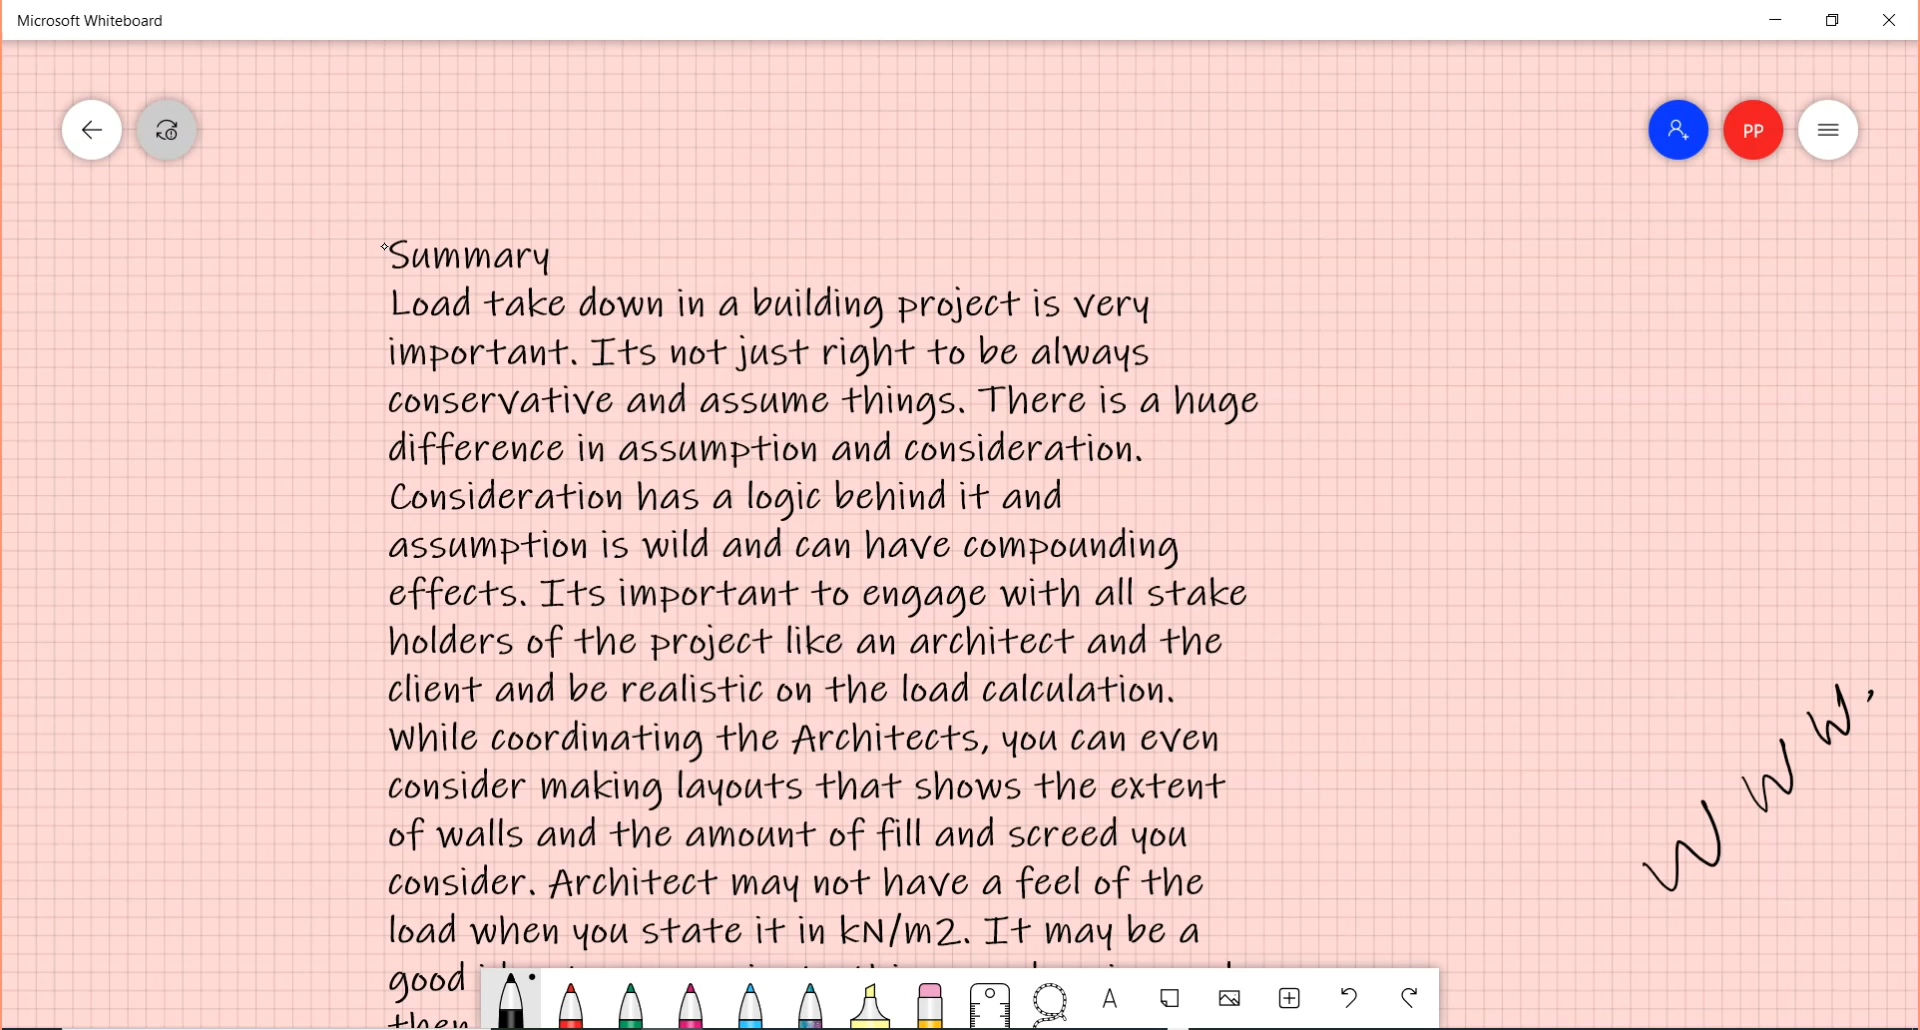 Microsoft Whiteboard
PP
Summary
Load take down in a building project is very
important. Its not just right to be always
conservative and assume things. There is a huge
difference in assumption and consideration.
Consideration has a logic behind it and
assumption is wild and can have compounding
effects. Its important to engage with all stake
holders of the project like an architect and the
client and be realistic on the load calculation.
While coordinating the Architects, you can even
consider making layouts that shows the extent
of walls and the amount of fill and screed you
consider. Architect may not have a feel of the
load when you state it in kN/m2. It may be a
good
then
W W W.
A